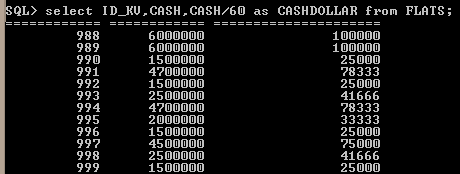 SQL> select ID_KV,CASH,CASH/60 as CASHDOLLAR from FLATS;
============ ===================== =====================
988 6000000 100000
989 6000000 100000
990 1500000 25000
991 4700000 78333
992 1500000 25000
993 2500000 41666
994 4700000 78333
995 2000000 33333
996 1500000 25000
997 4500000 75000
998 2500000 41666
999 1500000 25000